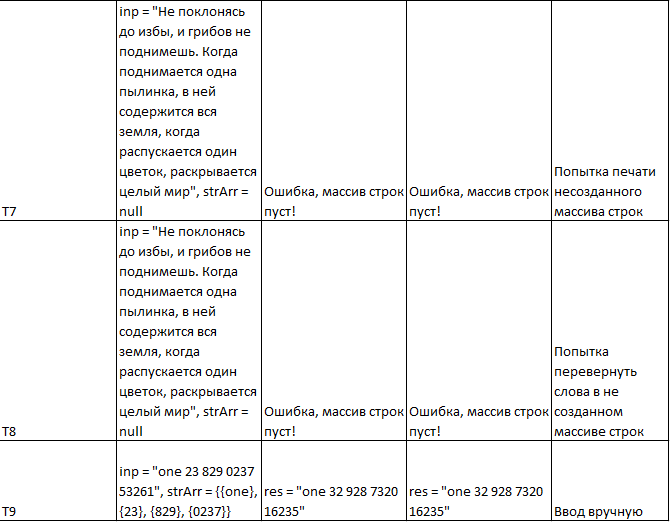 inp = "Не поклонясь
до избы, и грибов не
поднимешь. Когда
поднимается одна
пылинка, в ней
содержится вся
земля, когда
распускается один
цветок, раскрывается
целый мир", strArr =
null
T7
Ошибка, массив строк
пуст!
Ошибка, массив строк
пуст!
Попытка печати
несозданного
массива строк
inp = "Не поклонясь
до избы, и грибов не
поднимешь. Когда
поднимается одна
пылинка, в ней
содержится вся
земля, когда
распускается один
цветок, раскрывается
целый мир", strArr =
null
T8
Ошибка, массив строк
пуст!
Ошибка, массив строк
пуст!
Попытка
перевернуть
слова в не
созданном
массиве строк
T9
inp = "one 23 829 0237
53261", strArr = {{one},
{23}, {829}, {0237}}
res = "one 32 928 7320
16235"
res = "one 32 928 7320
16235"
Ввод вручную